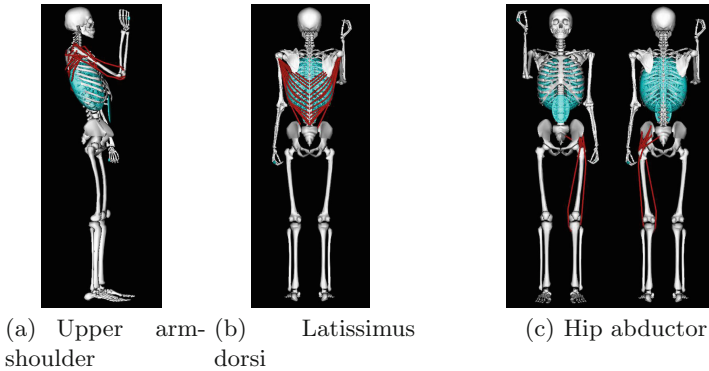 (a) Upper arm-
shoulder
(b) Latissimus
dorsi
(c) Hip abductor